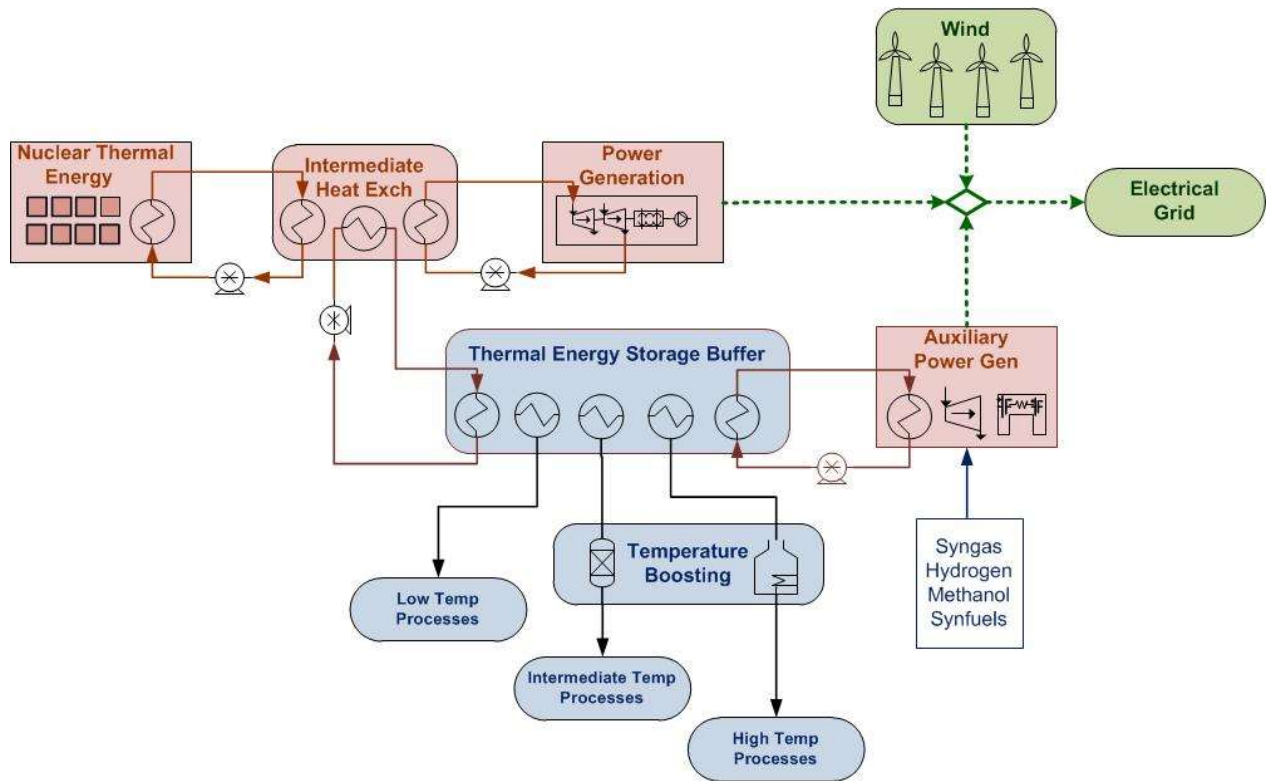 Wind
Nuclear Thermal
Energy
Intermediate
Heat Exch
Power
Generation
Electrical
Grid
Thermal Energy Storage Buffer
Auxiliary
Power Gen
Temperature
Boosting
Syngas
Hydrogen
Methanol
Synfuels
Low Temp
Processes
Intermediate Temp
Processes
High Temp
Processes